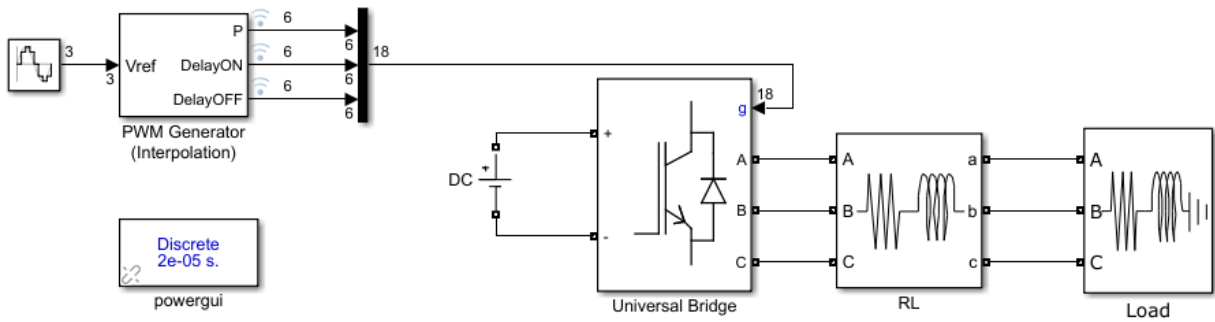 3
3
Vref
P
DelayON
DelayOFF
6
6
6
6
6
6
18
PWM Generator
(Interpolation)
18
g
+
-
A
B
C
Universal Bridge
DC
+
A
B
C
a
b
c
RL
A
B
C
Load
Discrete
2e-05 s.
powergui